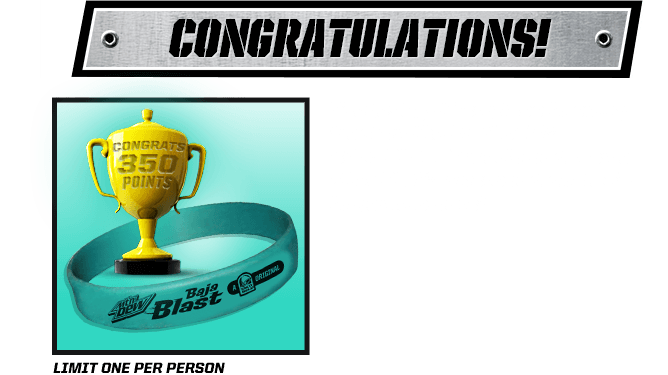 CONGRATULATIONS!
CONGRATS
350
POINTS
mtn
DEW
Baja
Blast
A
ORIGINAL
LIMIT ONE PER PERSON